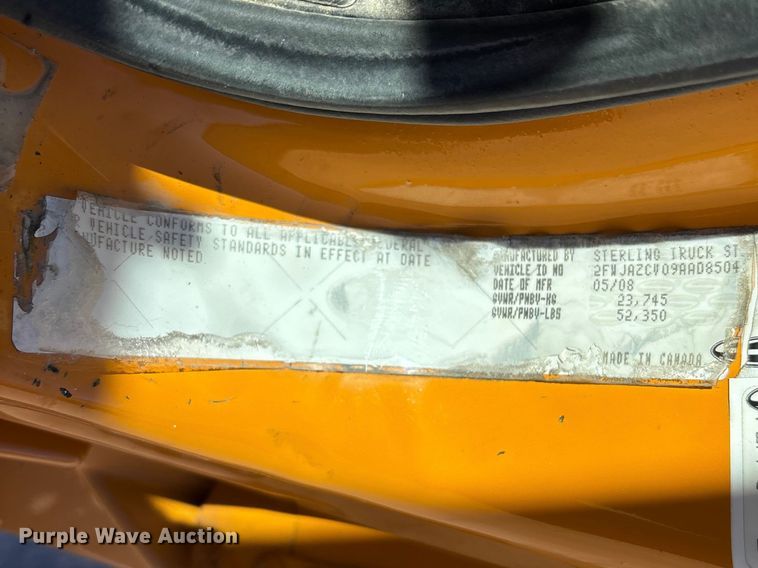 VEHICLE CONFORMS TO ALL APPLICABLE FEDERAL
VEHICLE SAFETY STANDARDS IN EFFECT AT DATE
NUFACTURE NOTED
NUFACTURED BY STERLING TRUCK ST
VEHICLE ID NO 2FWJAZCV09AAD8504
DATE OF MFR 05/08
GVWR/PNBV-KG 23,745
GVWR/PNBV-LBS 52,350
MADE IN CANADA
Purple Wave Auction